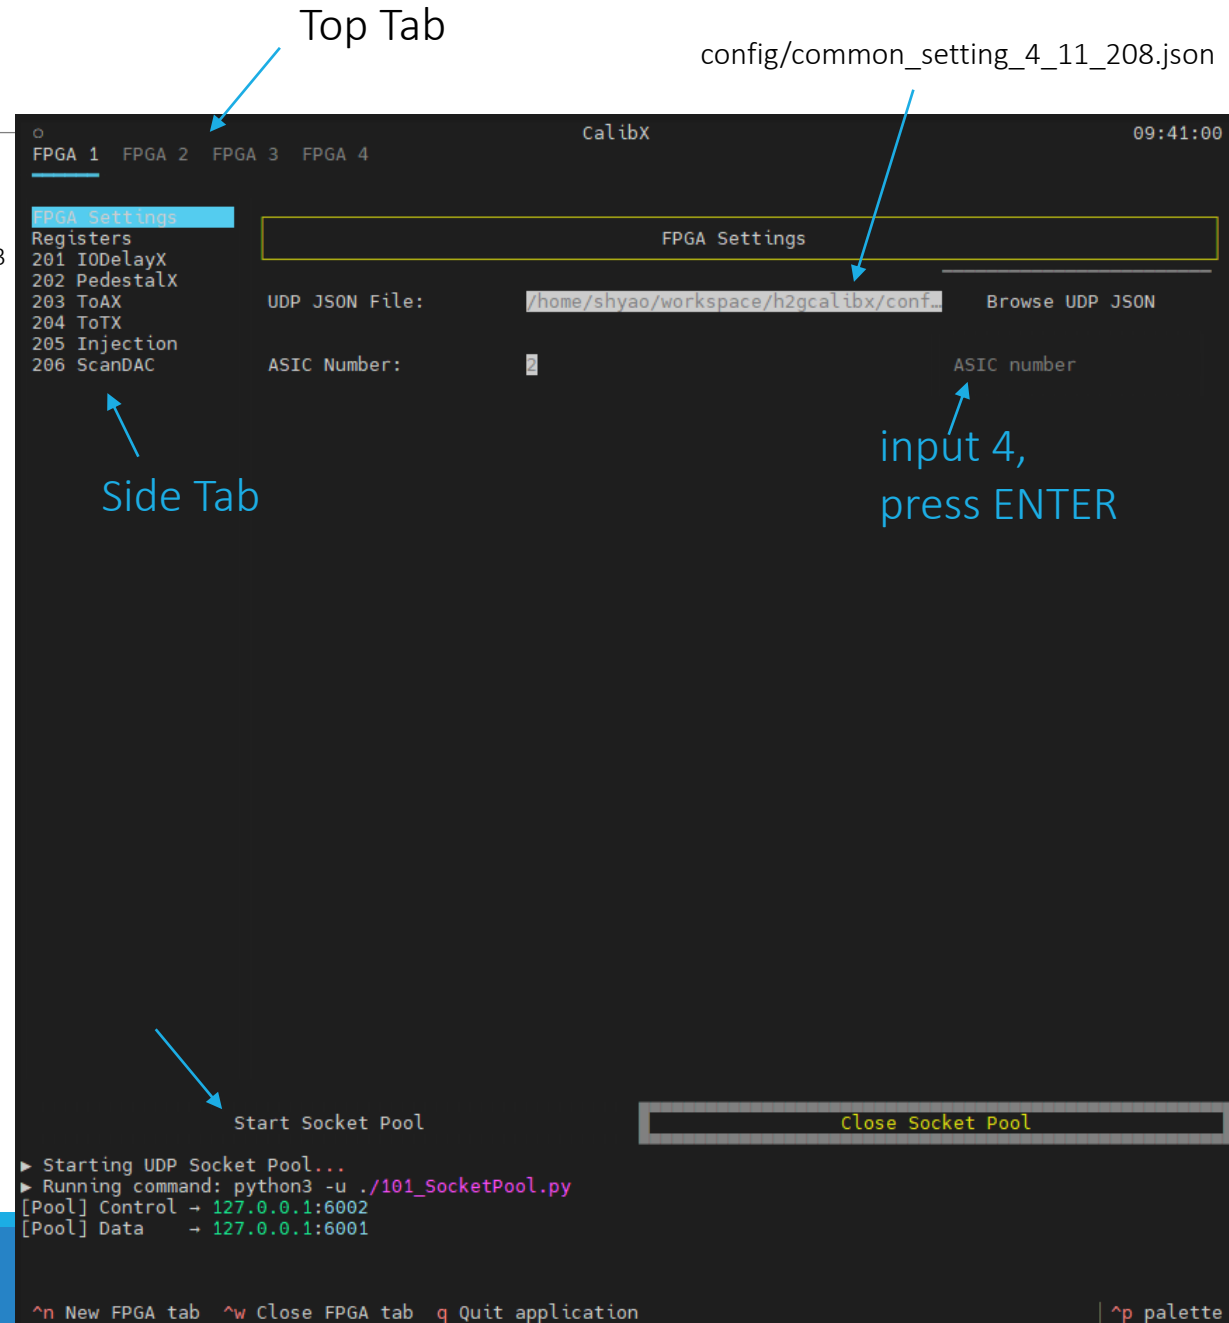 Top Tab
config/common_setting_4_11_208.json
CalibX
09:41:00
FPGA 1 FPGA 2 FPGA 3 FPGA 4
FPGA Settings
Registers
201 IODelayX
202 PedestalX
203 ToAX
204 ToTX
205 Injection
206 ScanDAC
FPGA Settings
UDP JSON File: /home/shyao/workspace/h2gcalibx/conf… Browse UDP JSON
ASIC Number: 2 ASIC number
input 4,
press ENTER
Side Tab
Start Socket Pool
Close Socket Pool
▶ Starting UDP Socket Pool...
▶ Running command: python3 -u ./101_SocketPool.py
[Pool] Control → 127.0.0.1:6002
[Pool] Data → 127.0.0.1:6001
^n New FPGA tab ^w Close FPGA tab q Quit application
^p palette